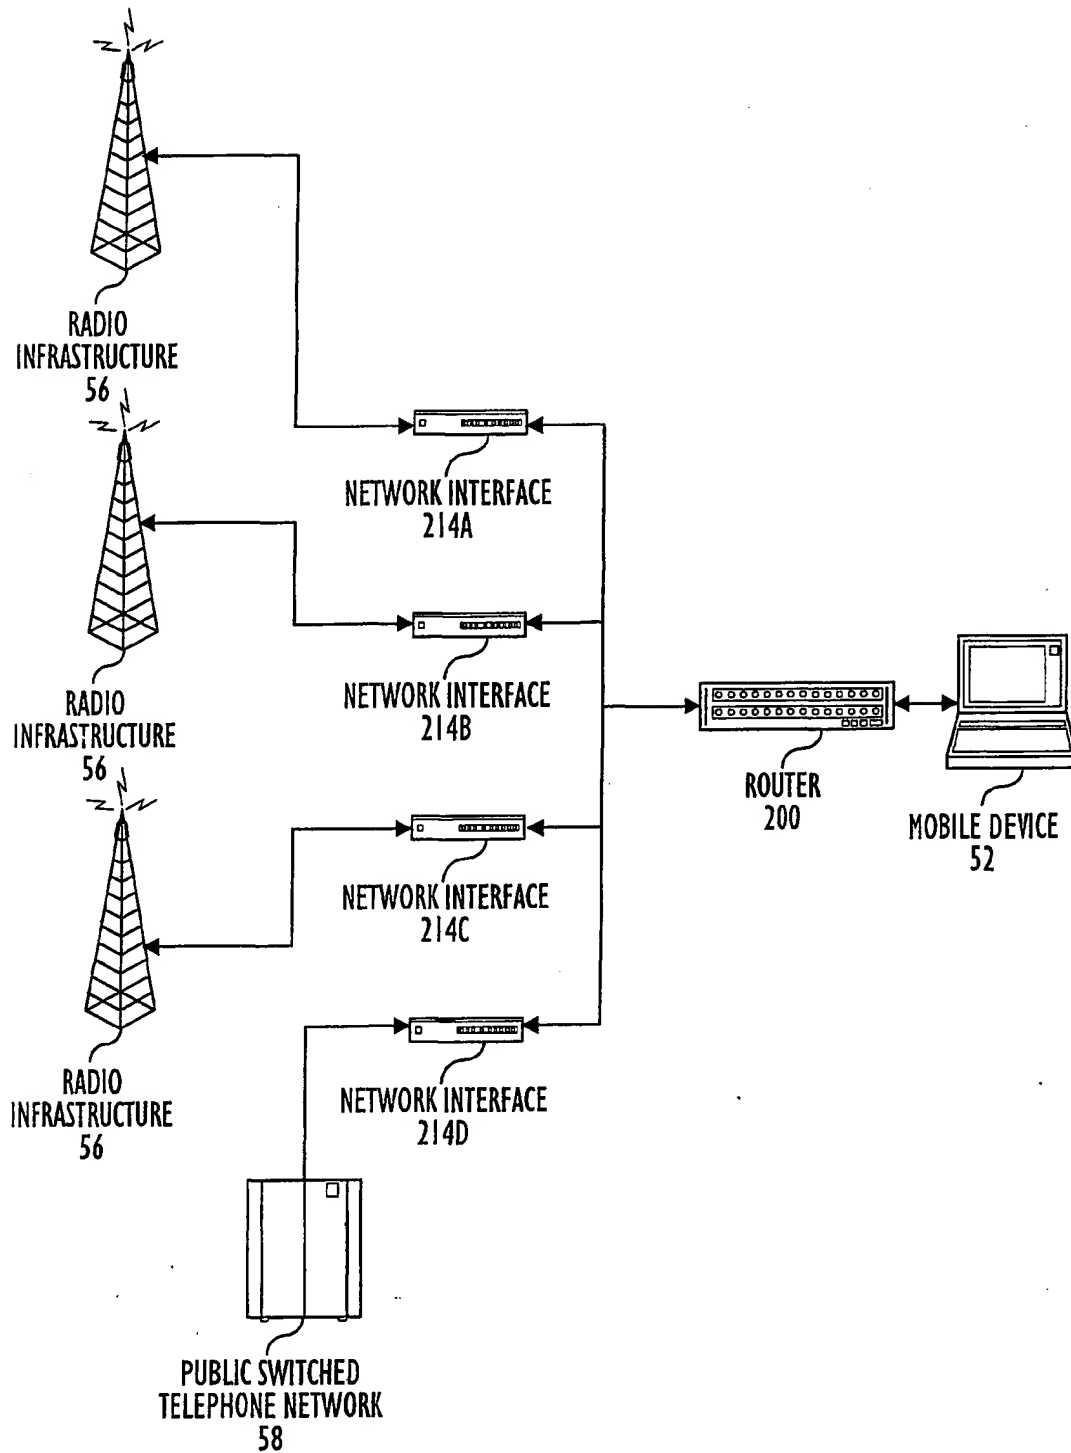 RADIO
INFRASTRUCTURE
56
NETWORK INTERFACE
214A
RADIO
INFRASTRUCTURE
56
NETWORK INTERFACE
214B
ROUTER
200
MOBILE DEVICE
52
NETWORK INTERFACE
214C
RADIO
INFRASTRUCTURE
56
NETWORK INTERFACE
214D
PUBLIC SWITCHED
TELEPHONE NETWORK
58